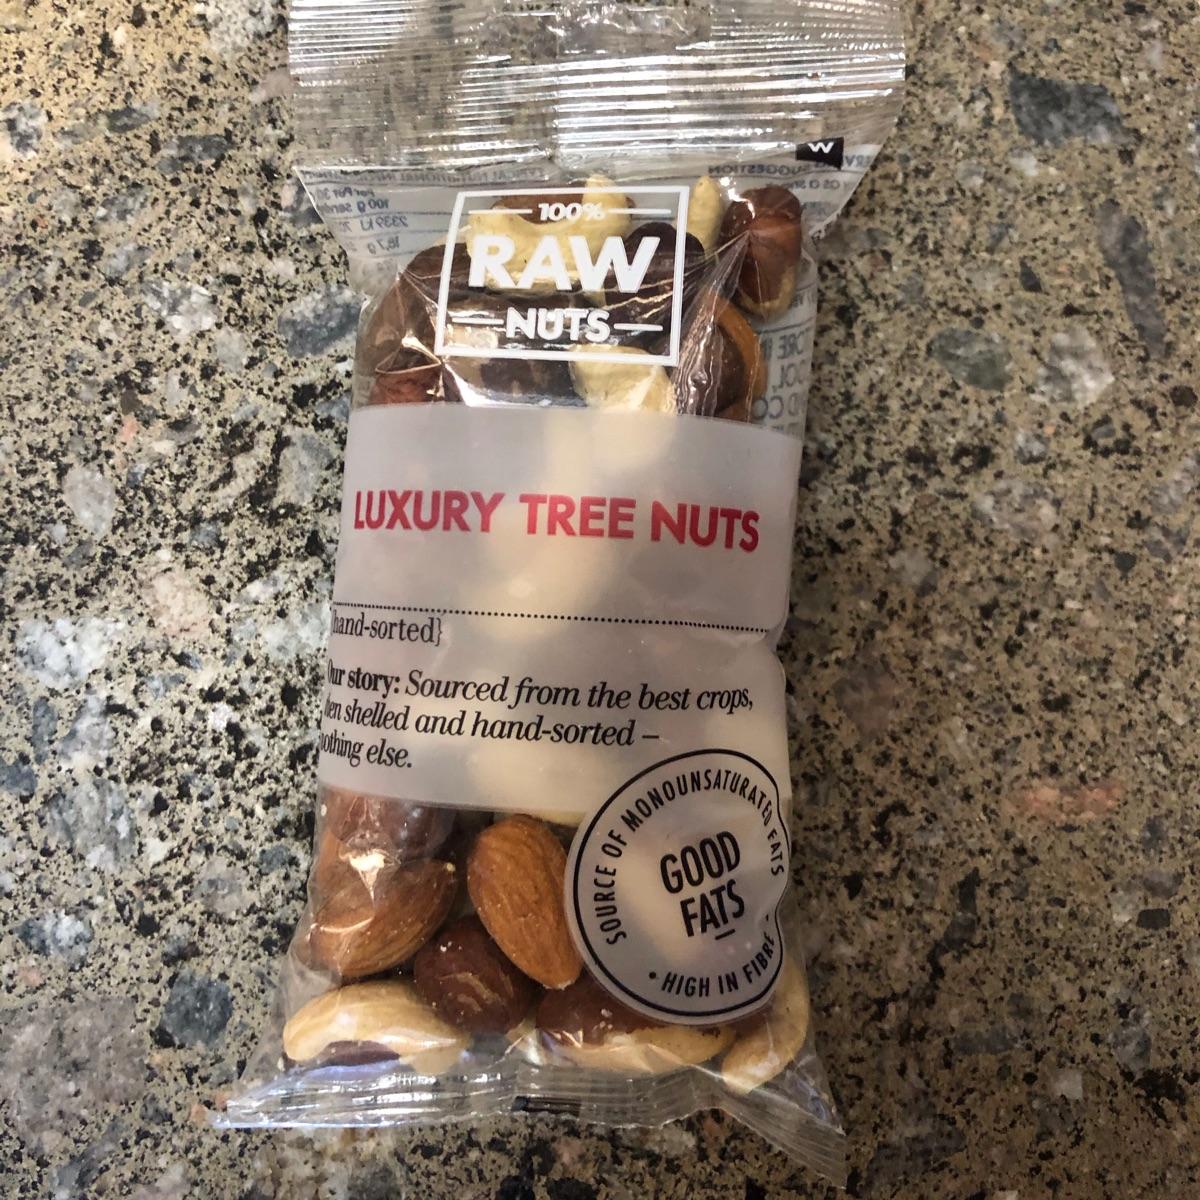 W
100%
RAW
NUTS
LUXURY TREE NUTS
hand-sorted}
Our story: Sourced from the best crops,
then shelled and hand-sorted –
nothing else.
SOURCE OF MONOUNSATURATED FATS
GOOD
FATS
• HIGH IN FIBRE •